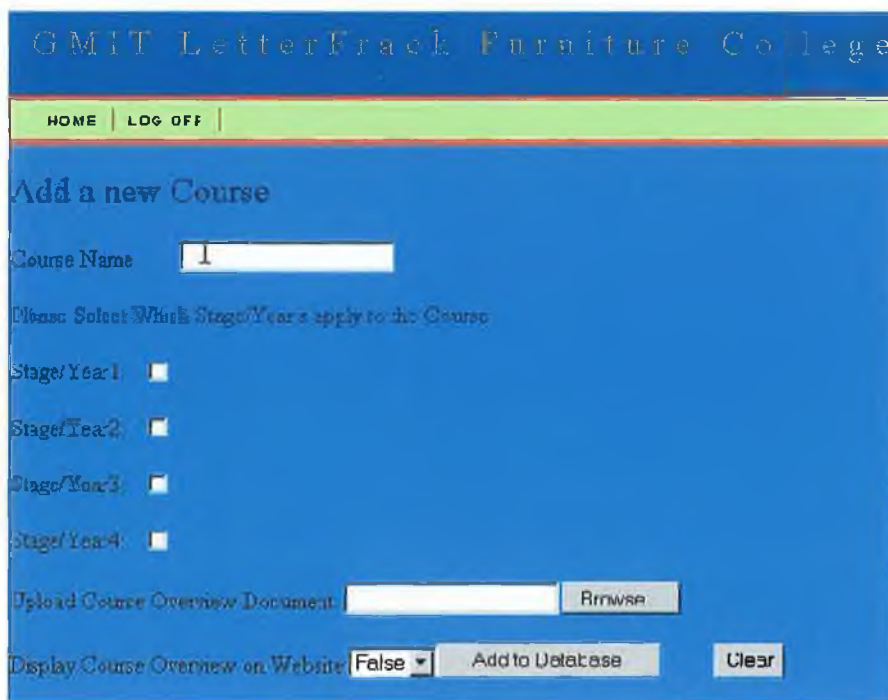 GMIT LetterFrack Furniture College
HOME | LOG OFF |
Add a new Course
Course Name
Please Select Which Stage/Year's apply to the Course
Stage/Year1
Stage/Year2
Stage/Year3
Stage/Year4
Upload Course Overview Document Browse...
Display Course Overview on Website False Add to Database Clear